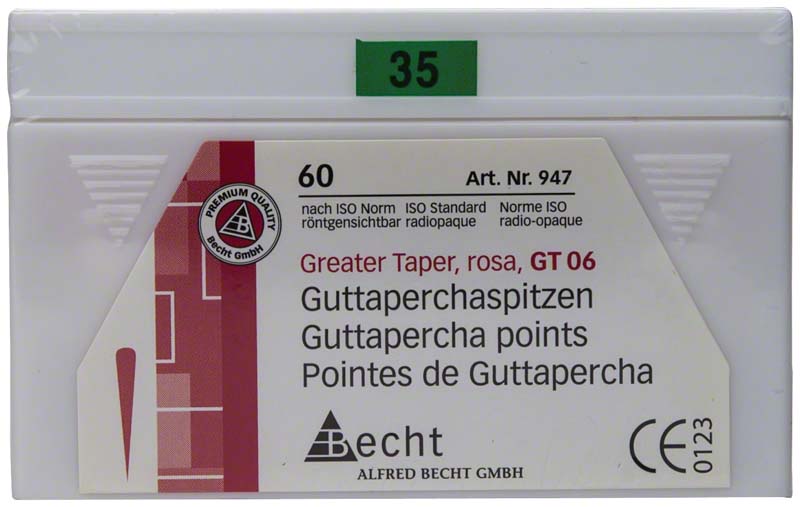 35
60 Art. Nr. 947
nach ISO Norm ISO Standard Norme ISO
röntgensichtbar radiopaque radio-opaque
PREMIUM QUALITY
B
Becht GmbH
Greater Taper, rosa, GT 06
Guttaperchaspitzen
Guttapercha points
Pointes de Guttapercha
Becht
ALFRED BECHT GMBH
CE 0123